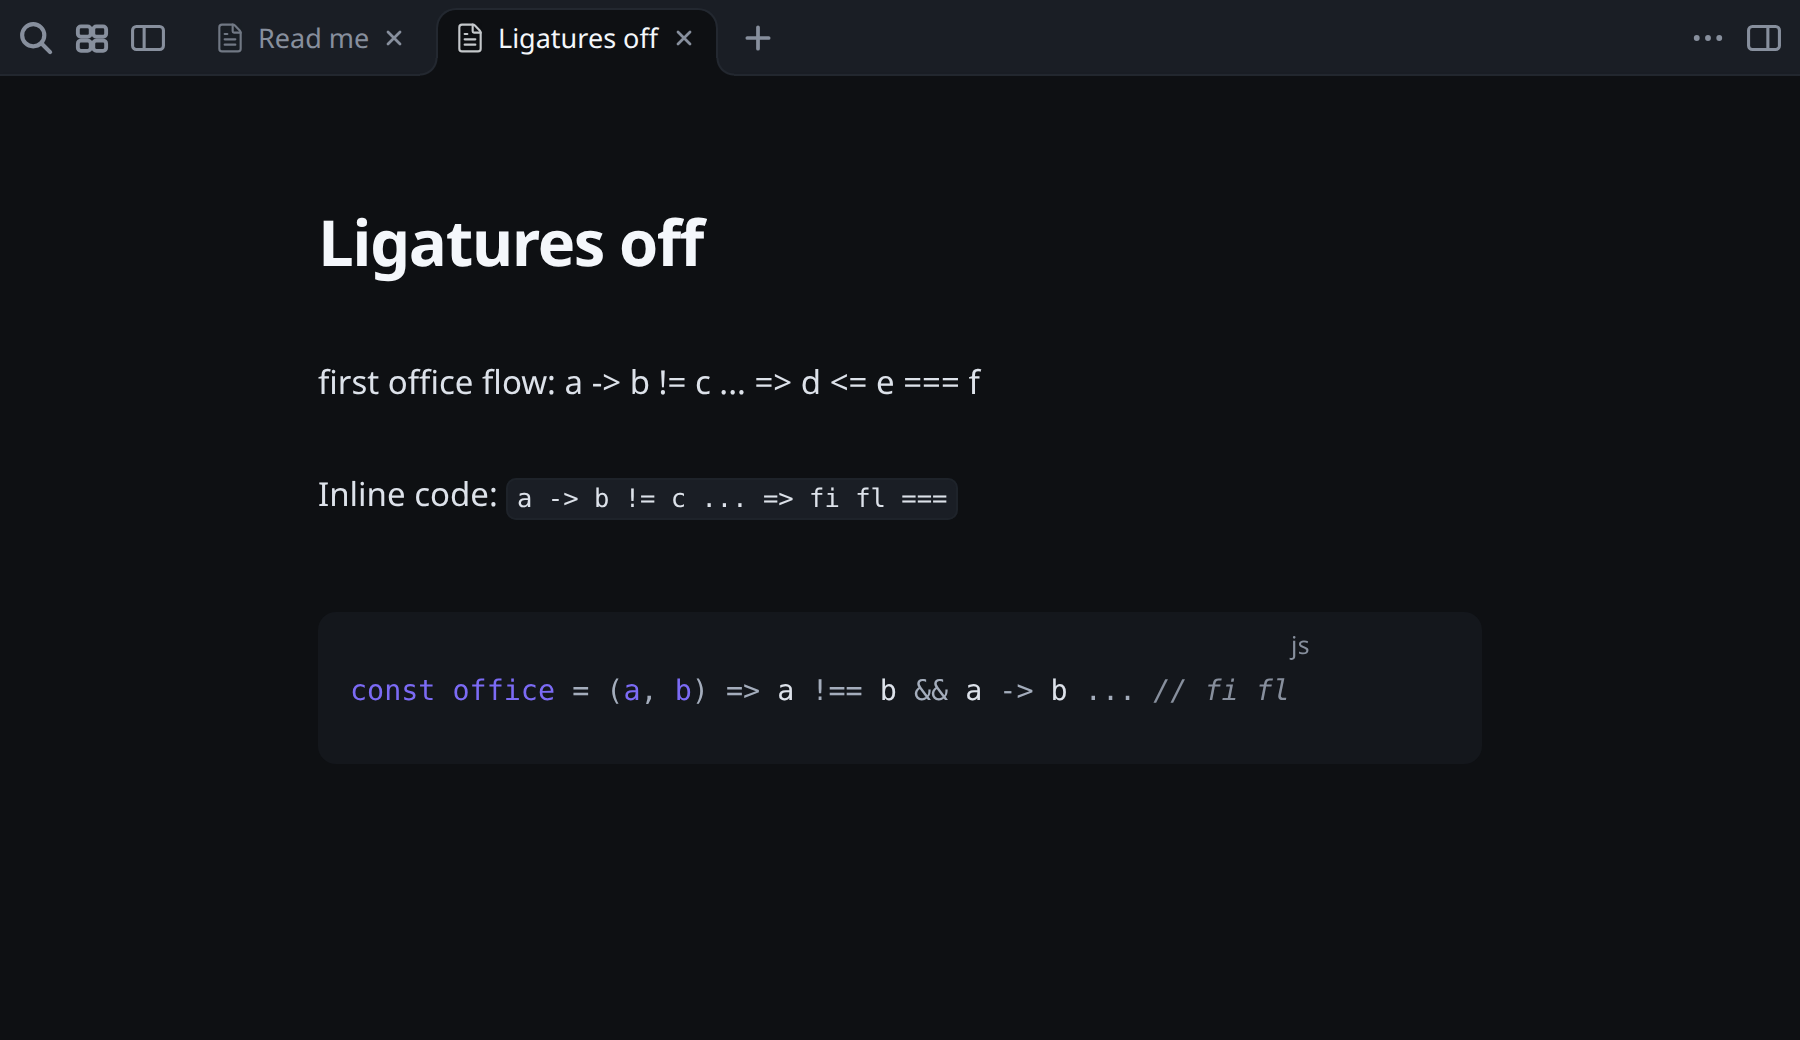 Read me
Ligatures off
Ligatures off
first office flow: a -> b != c ... => d <= e === f
Inline code: a -> b != c ... => fi fl ===
js
const office = (a, b) => a !== b && a -> b ... // fi fl